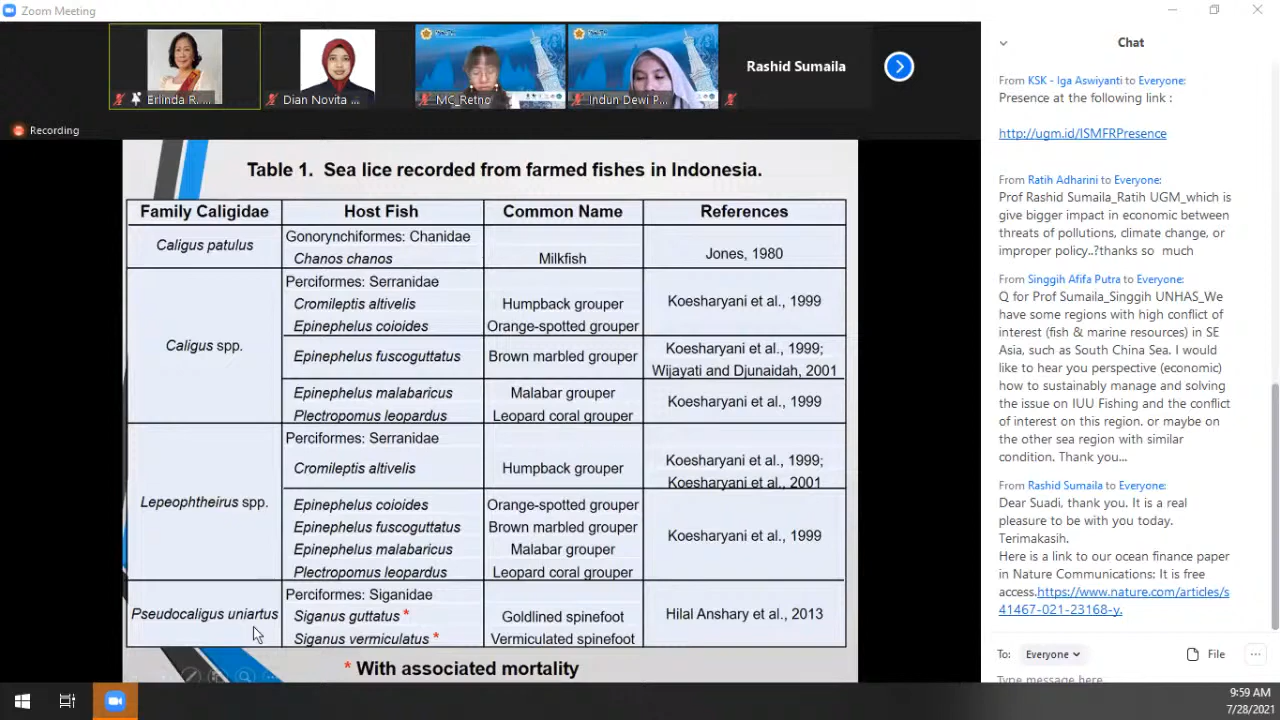 Zoom Meeting
Erlinda R. ...
Dian Novita ...
MC_Retno
Indun Dewi P...
Rashid Sumaila
Recording
Table 1. Sea lice recorded from farmed fishes in Indonesia.
Family Caligidae Host Fish Common Name References
Caligus patulus
Gonorynchiformes: Chanidae
Chanos chanos Milkfish Jones, 1980
Caligus spp.
Perciformes: Serranidae
Cromileptis altivelis Humpback grouper Koesharyani et al., 1999
Epinephelus coioides Orange-spotted grouper
Epinephelus fuscoguttatus Brown marbled grouper Koesharyani et al., 1999;
Wijayati and Djunaidah, 2001
Epinephelus malabaricus Malabar grouper Koesharyani et al., 1999
Plectropomus leopardus Leopard coral grouper
Lepeophtheirus spp.
Perciformes: Serranidae
Cromileptis altivelis Humpback grouper Koesharyani et al., 1999;
Koesharyani et al., 2001
Epinephelus coioides Orange-spotted grouper
Epinephelus fuscoguttatus Brown marbled grouper Koesharyani et al., 1999
Epinephelus malabaricus Malabar grouper
Plectropomus leopardus Leopard coral grouper
Pseudocaligus uniartus
Perciformes: Siganidae
Siganus guttatus * Goldlined spinefoot Hilal Anshary et al., 2013
Siganus vermiculatus * Vermiculated spinefoot
* With associated mortality
Chat
From KSK - Iga Aswiyanti to Everyone:
Presence at the following link :
http://ugm.id/ISMFRPresence
From Ratih Adharini to Everyone:
Prof Rashid Sumaila_Ratih UGM_which is
give bigger impact in economic between
threats of pollutions, climate change, or
improper policy..?thanks so much
From Singgih Afifa Putra to Everyone:
Q for Prof Sumaila_Singgih UNHAS_We
have some regions with high conflict of
interest (fish & marine resources) in SE
Asia, such as South China Sea. I would
like to hear you perspective (economic)
how to sustainably manage and solving
the issue on IUU Fishing and the conflict
of interest on this region. or maybe on
the other sea region with similar
condition. Thank you...
From Rashid Sumaila to Everyone:
Dear Suadi, thank you. It is a real
pleasure to be with you today.
Terimakasih.
Here is a link to our ocean finance paper
in Nature Communications: It is free
access.https://www.nature.com/articles/s
41467-021-23168-y.
To: Everyone File ...
Type message here
9:59 AM
7/28/2021